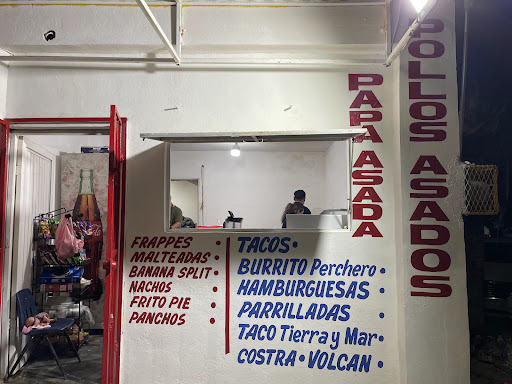 FRAPPES •
MALTEADAS •
BANANA SPLIT •
NACHOS •
FRITO PIE •
PANCHOS •
TACOS •
BURRITO Perchero •
HAMBURGUESAS •
PARRILLADAS •
TACO Tierra y Mar •
COSTRA • VOLCAN •
PAPA ASADA
POLLOS ASADOS